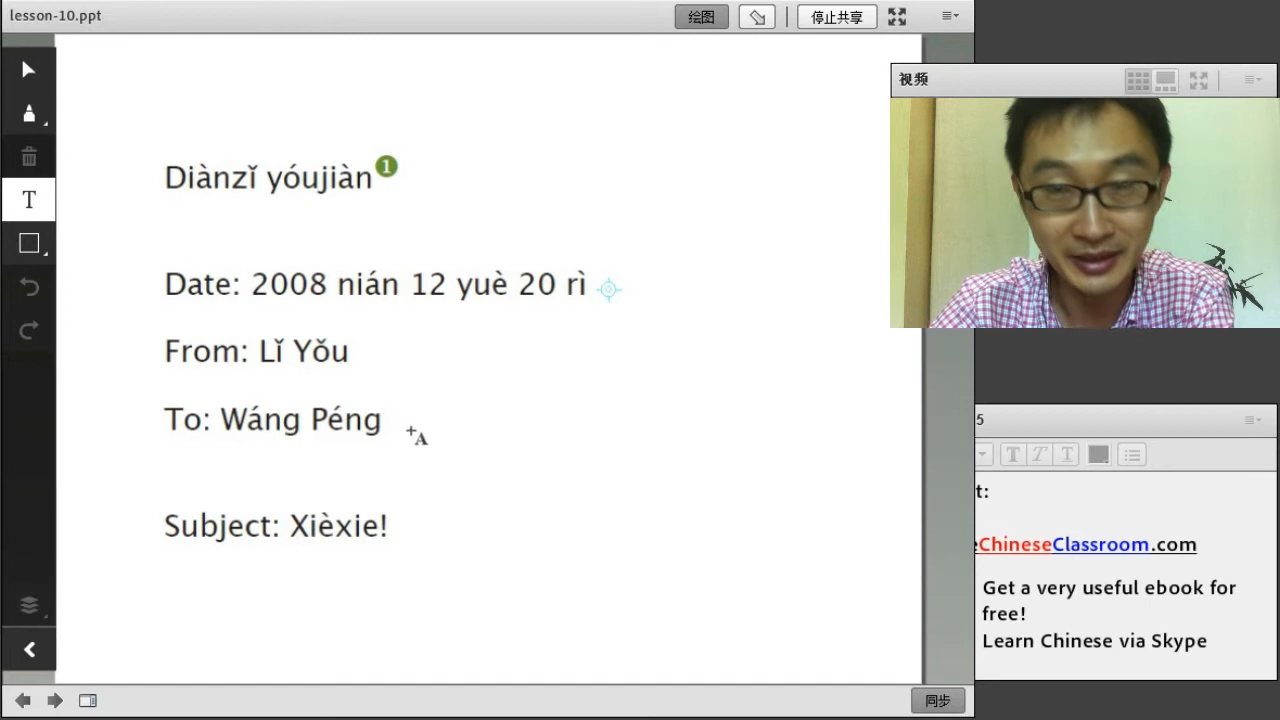 lesson-10.ppt
绘图
停止共享
视频
Diànzǐ yóujiàn 1
Date: 2008 nián 12 yuè 20 rì
From: Lǐ Yǒu
To: Wáng Péng
Subject: Xièxie!
T
A
5
T T T
t:
eChineseClassroom.com
Get a very useful ebook for
free!
Learn Chinese via Skype
同步